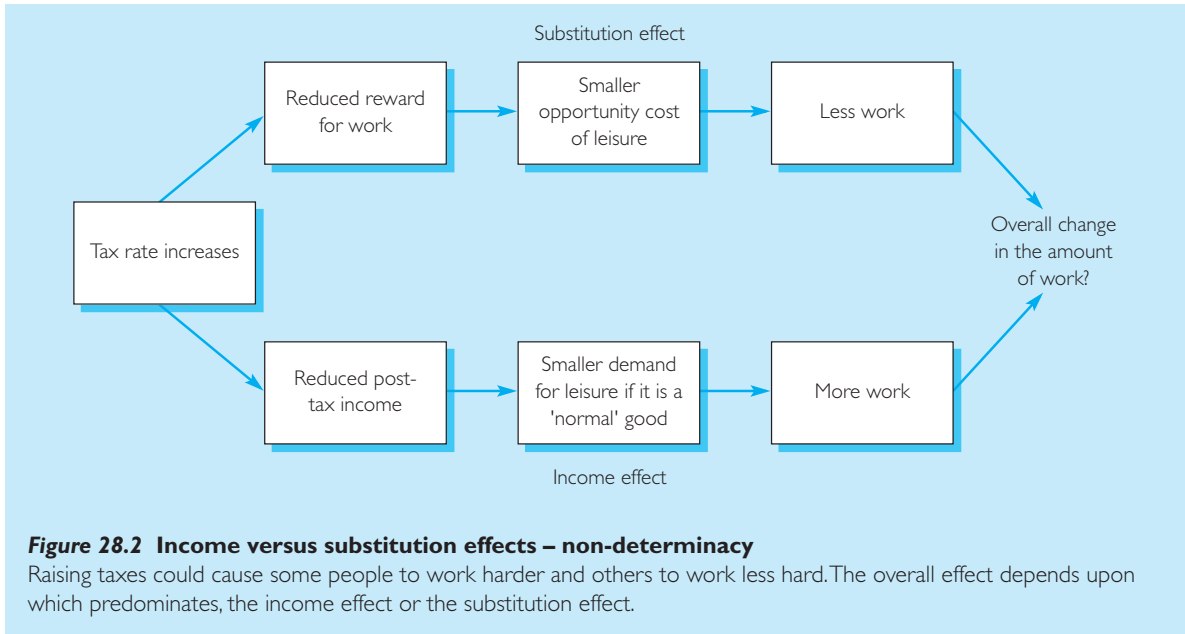 Substitution effect
Reduced reward
for work
Smaller
opportunity cost
of leisure
Less work
Tax rate increases
Overall change
in the amount
of work?
Reduced post-
tax income
Smaller demand
for leisure if it is a
'normal' good
More work
Income effect
Figure 28.2 Income versus substitution effects – non-determinacy
Raising taxes could cause some people to work harder and others to work less hard.The overall effect depends upon
which predominates, the income effect or the substitution effect.